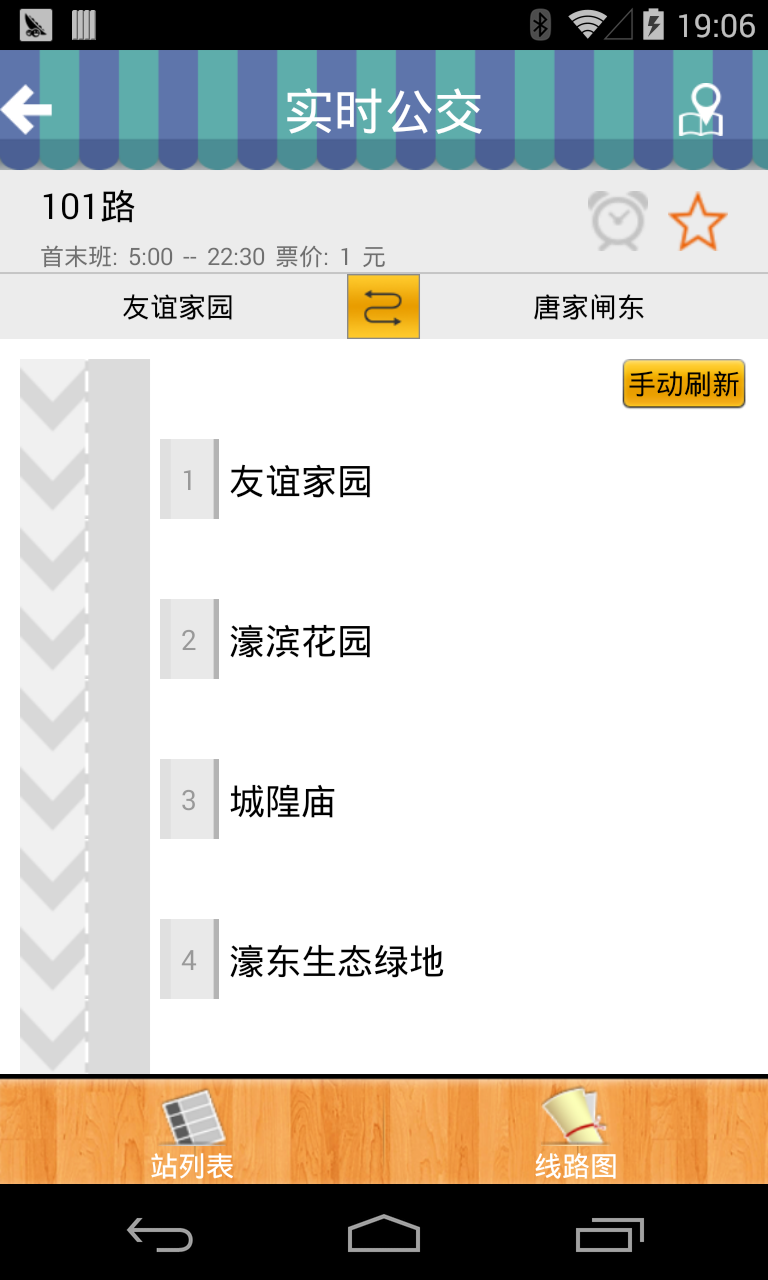 19:06
实时公交
101路
首末班: 5:00 -- 22:30 票价: 1 元
友谊家园
唐家闸东
手动刷新
1 友谊家园
2 濠滨花园
3 城隍庙
4 濠东生态绿地
站列表
线路图